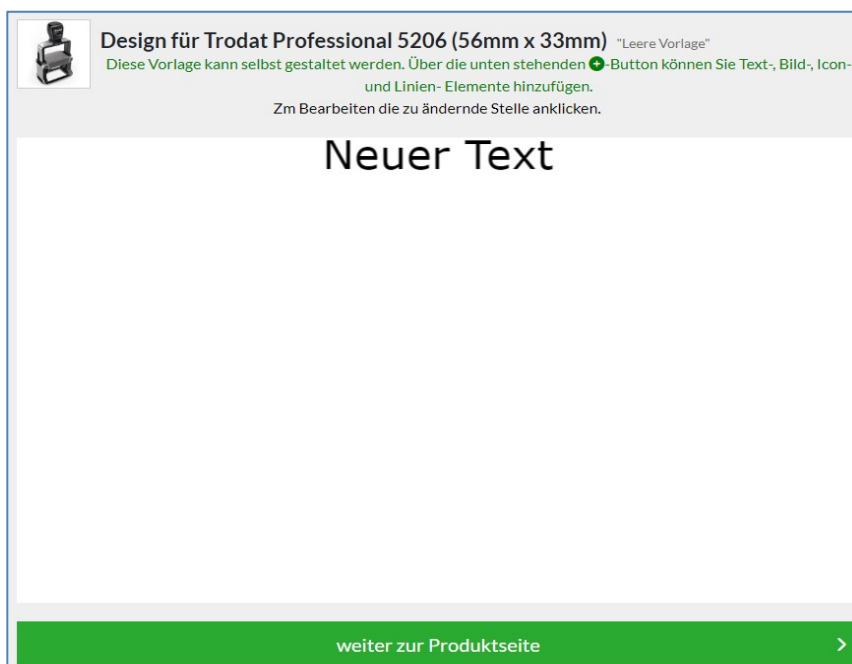 Design für Trodat Professional 5206 (56mm x 33mm) "Leere Vorlage"
Diese Vorlage kann selbst gestaltet werden. Über die unten stehenden +-Button können Sie Text-, Bild-, Icon-
und Linien- Elemente hinzufügen.
Zm Bearbeiten die zu ändernde Stelle anklicken.
Neuer Text
weiter zur Produktseite